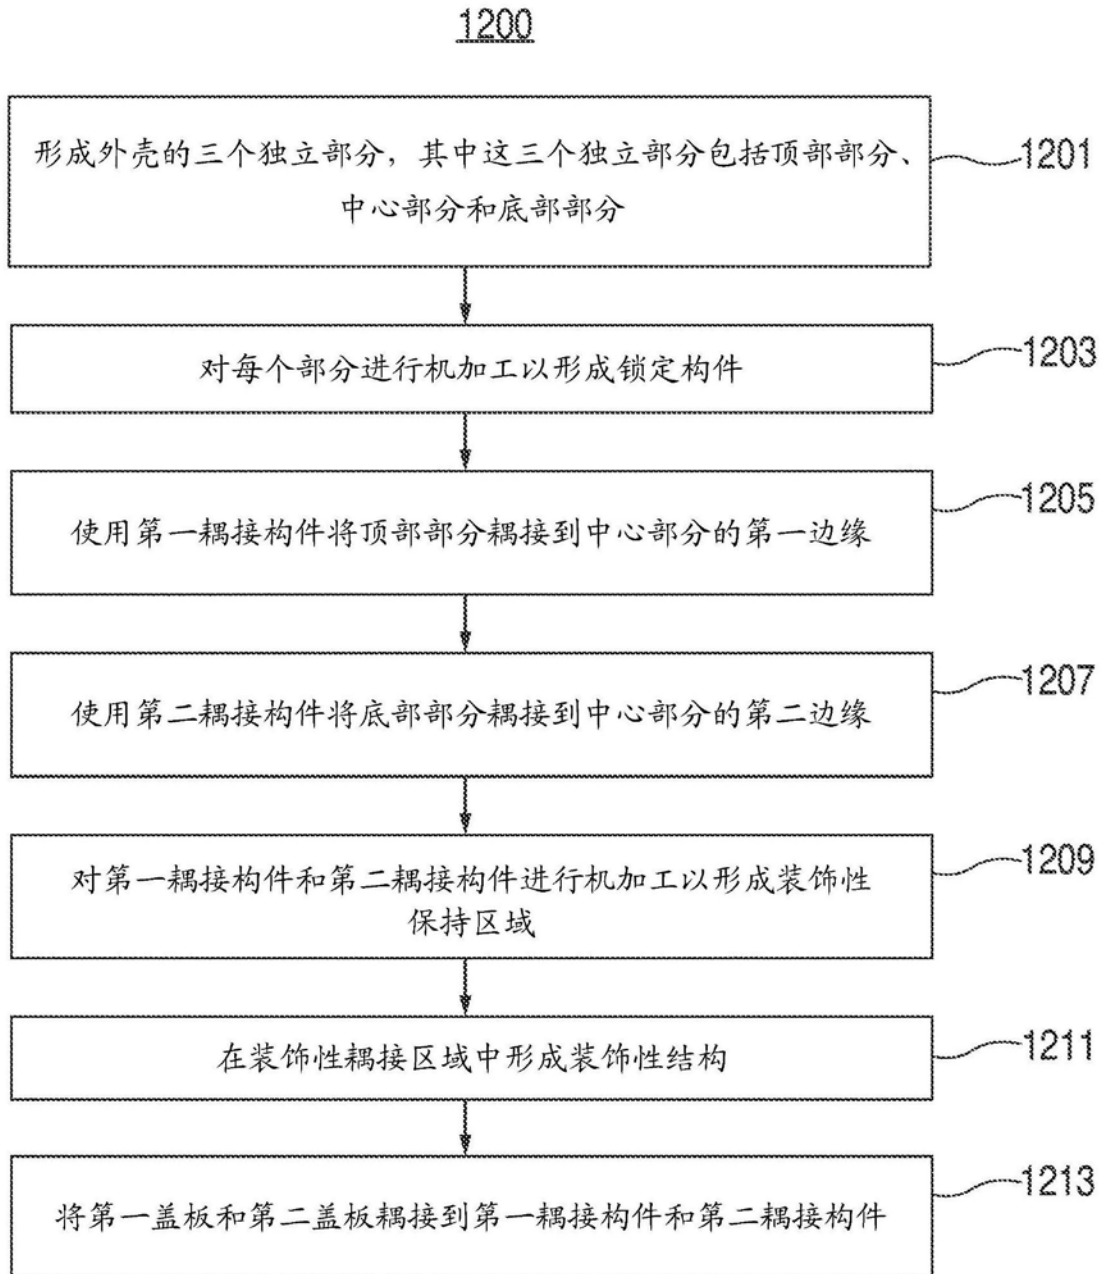 1200
形成外壳的三个独立部分，其中这三个独立部分包括顶部部分、
中心部分和底部部分
1201
对每个部分进行机加工以形成锁定构件
1203
使用第一耦接构件将顶部部分耦接到中心部分的第一边缘
1205
使用第二耦接构件将底部部分耦接到中心部分的第二边缘
1207
对第一耦接构件和第二耦接构件进行机加工以形成装饰性
保持区域
1209
在装饰性耦接区域中形成装饰性结构
1211
将第一盖板和第二盖板耦接到第一耦接构件和第二耦接构件
1213